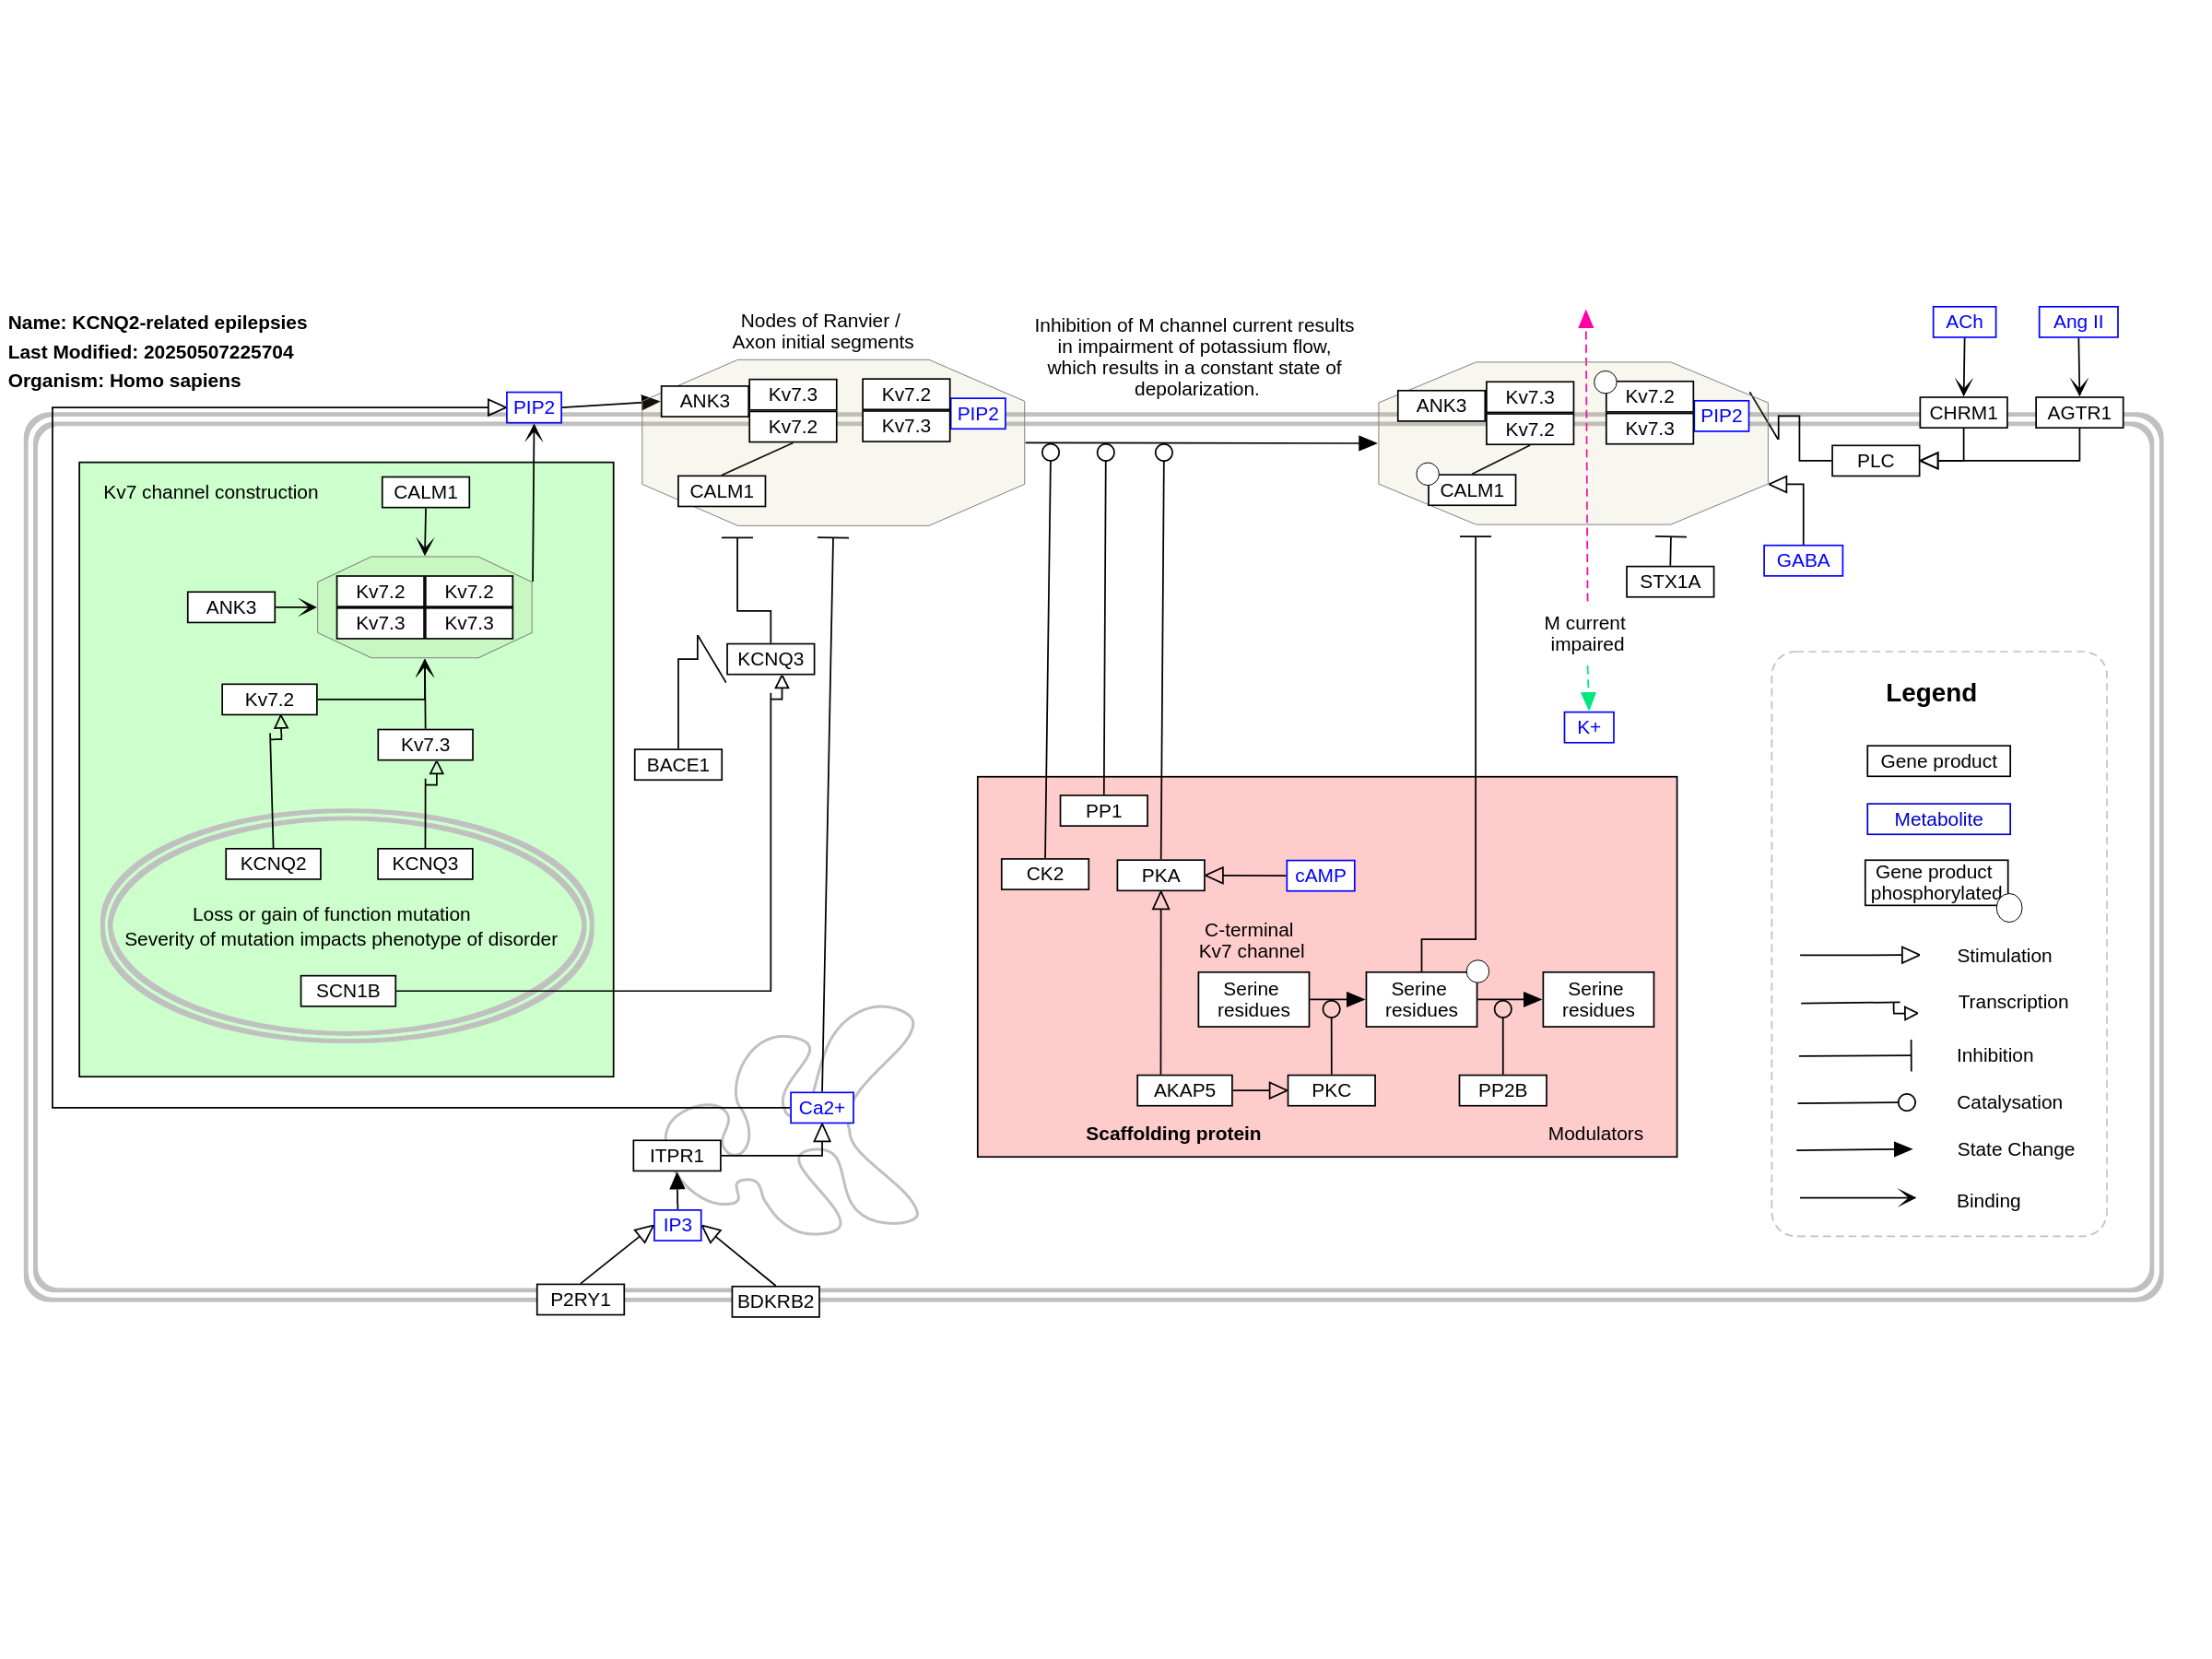 Name: KCNQ2-related epilepsies
Last Modified: 20250507225704
Organism: Homo sapiens
Nodes of Ranvier /
Axon initial segments
Inhibition of M channel current results
in impairment of potassium flow,
which results in a constant state of
depolarization.
ACh
Ang II
PIP2
ANK3
Kv7.3
Kv7.2
Kv7.2
Kv7.3
PIP2
CALM1
ANK3
Kv7.3
Kv7.2
Kv7.2
Kv7.3
PIP2
CALM1
CHRM1
AGTR1
PLC
GABA
STX1A
M current
impaired
K+
Kv7 channel construction
CALM1
ANK3
Kv7.2
Kv7.2
Kv7.3
Kv7.3
Kv7.2
Kv7.3
KCNQ2
KCNQ3
Loss or gain of function mutation
Severity of mutation impacts phenotype of disorder
SCN1B
KCNQ3
BACE1
Ca2+
ITPR1
IP3
P2RY1
BDKRB2
PP1
CK2
PKA
cAMP
C-terminal
Kv7 channel
Serine
residues
Serine
residues
Serine
residues
AKAP5
PKC
PP2B
Scaffolding protein
Modulators
Legend
Gene product
Metabolite
Gene product
phosphorylated
Stimulation
Transcription
Inhibition
Catalysation
State Change
Binding